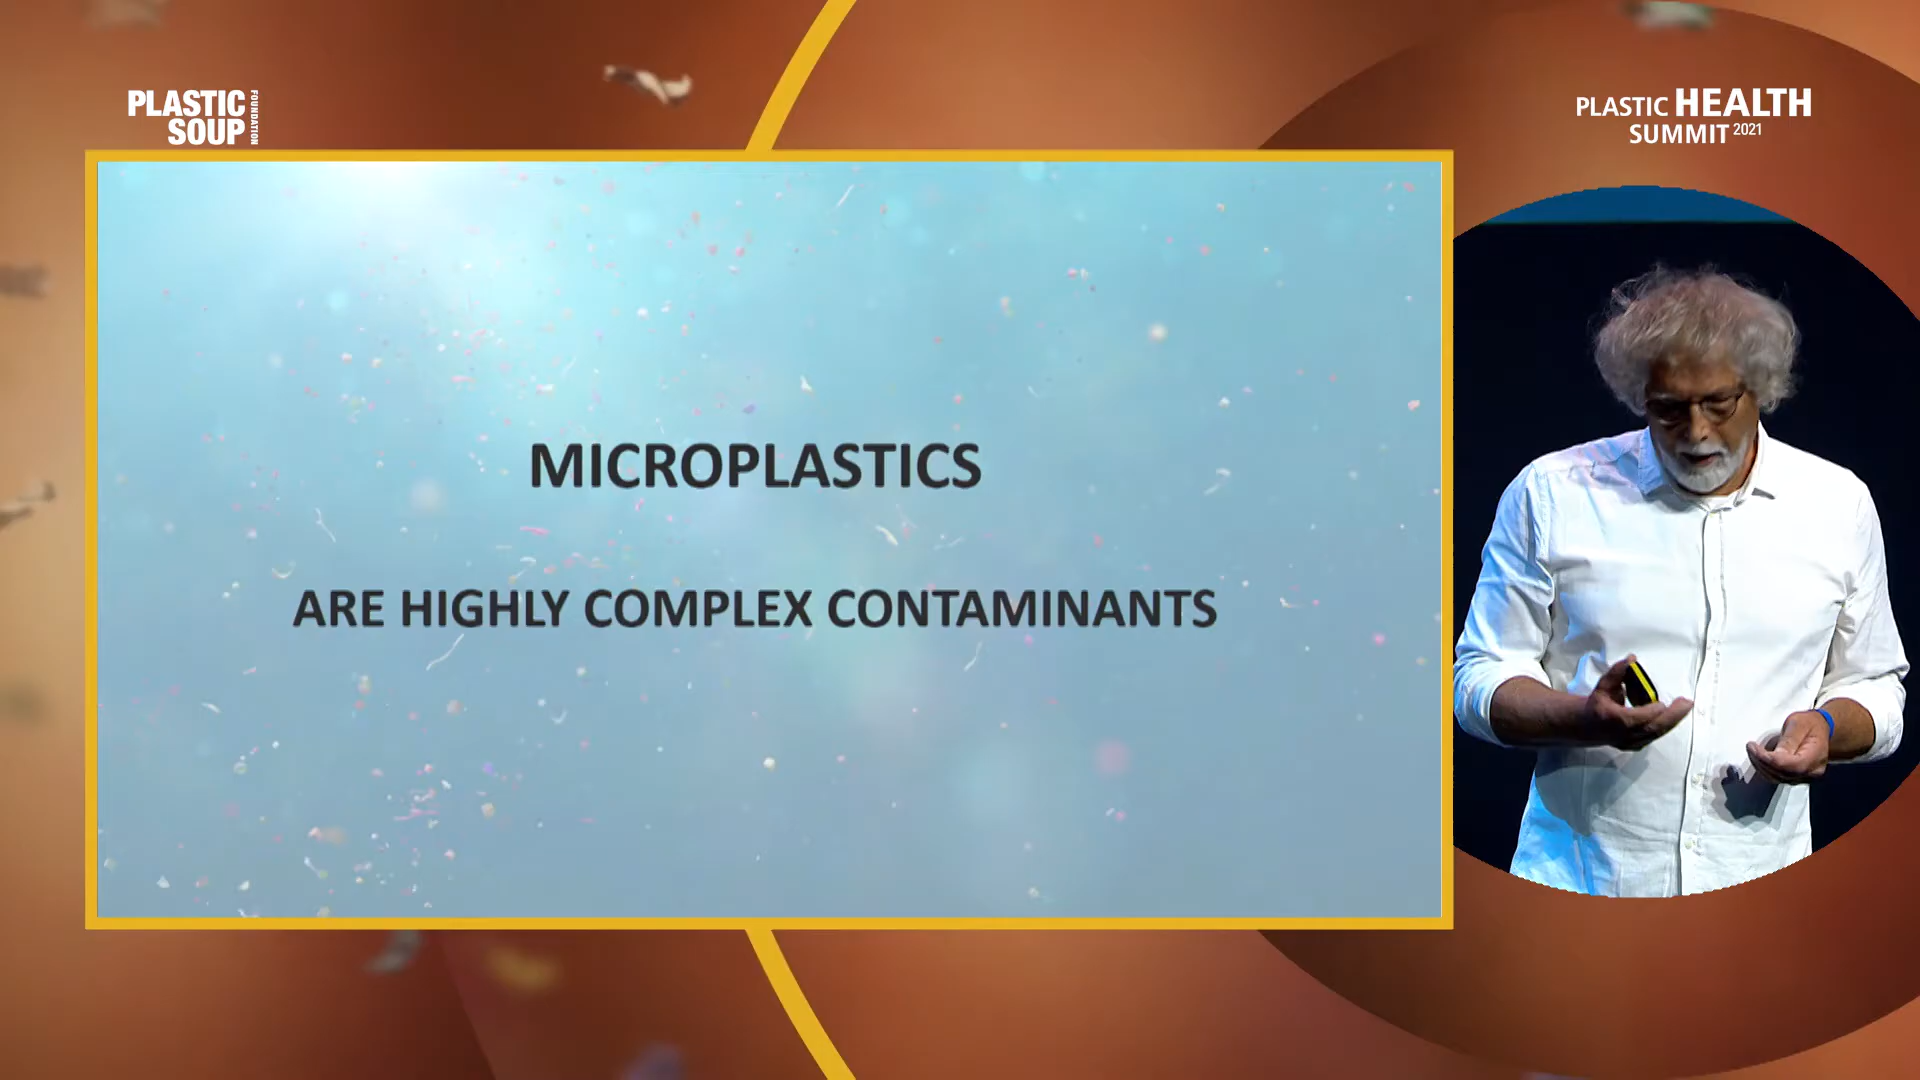 PLASTIC
SOUP
FOUNDATION
PLASTIC HEALTH
SUMMIT 2021
MICROPLASTICS
ARE HIGHLY COMPLEX CONTAMINANTS